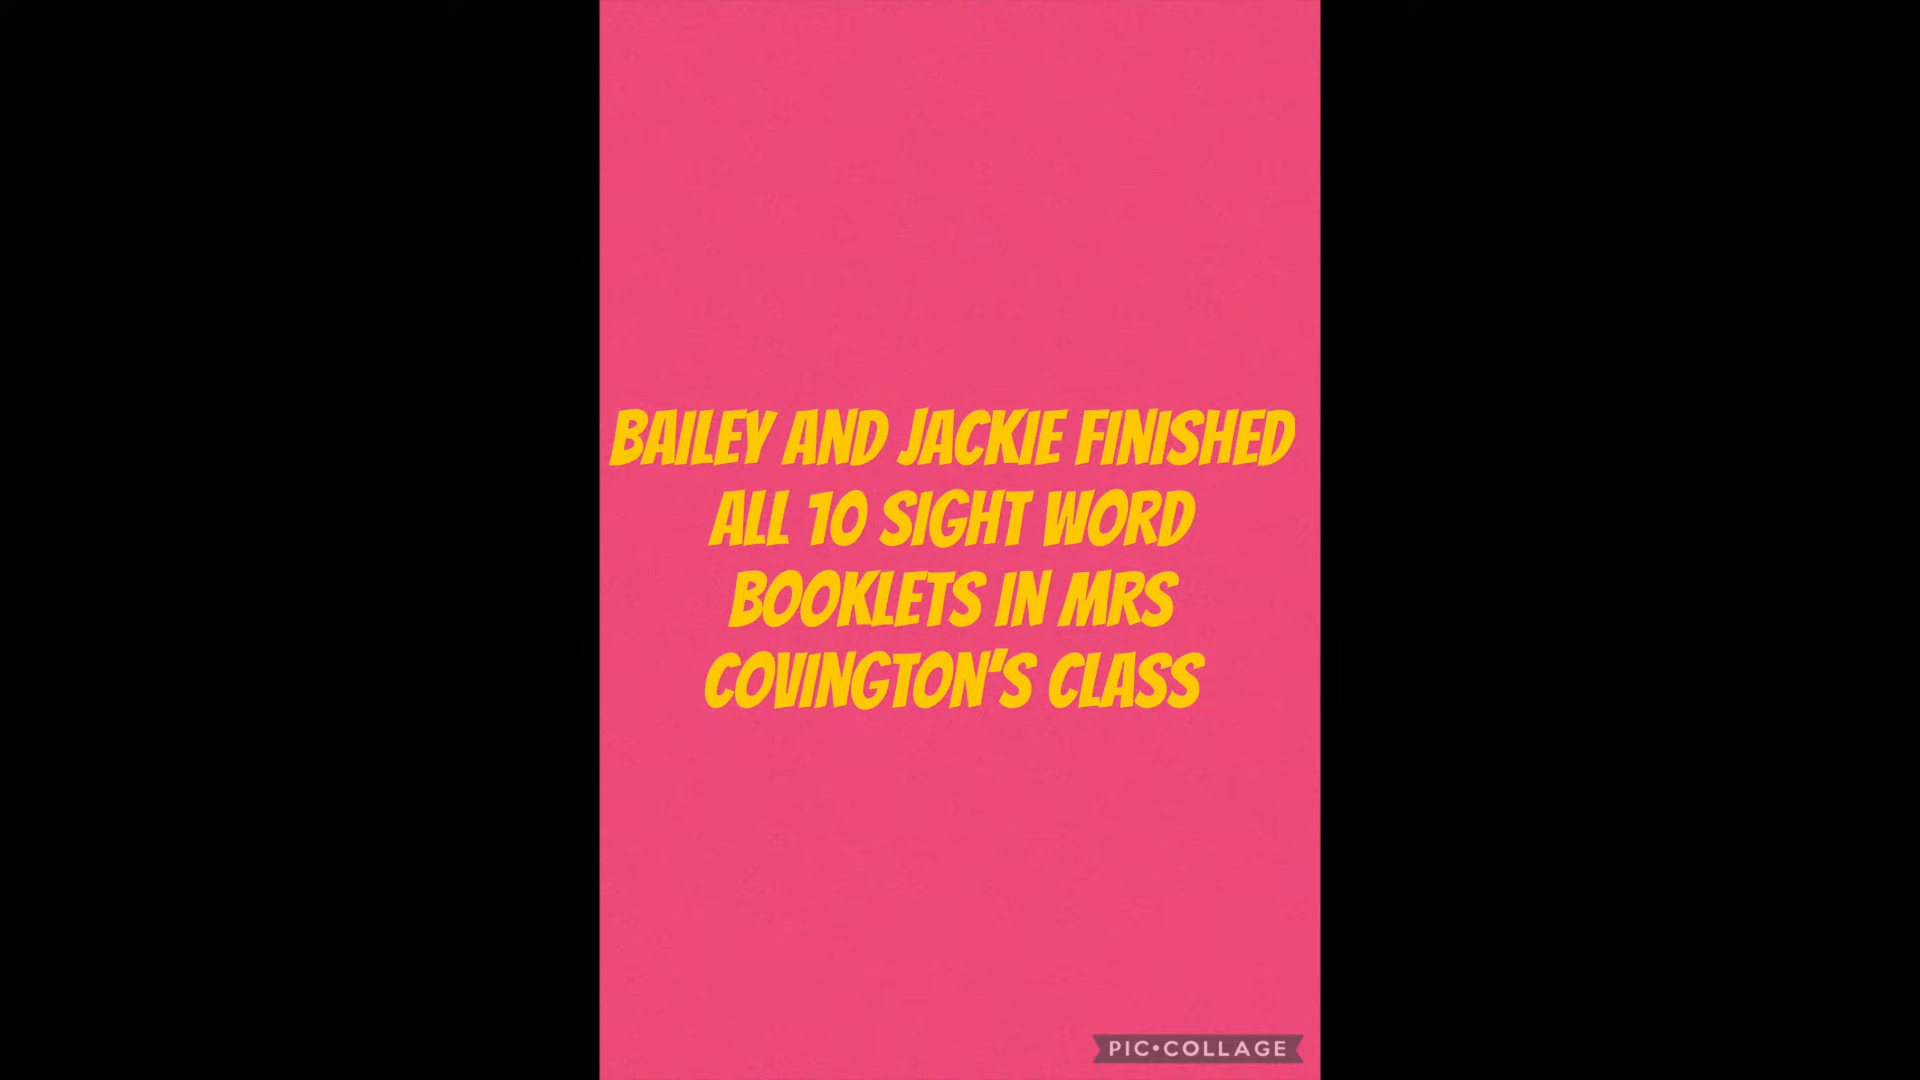 BAILEY AND JACKIE FINISHED
ALL 10 SIGHT WORD
BOOKLETS IN MRS
COVINGTON'S CLASS
PIC•COLLAGE